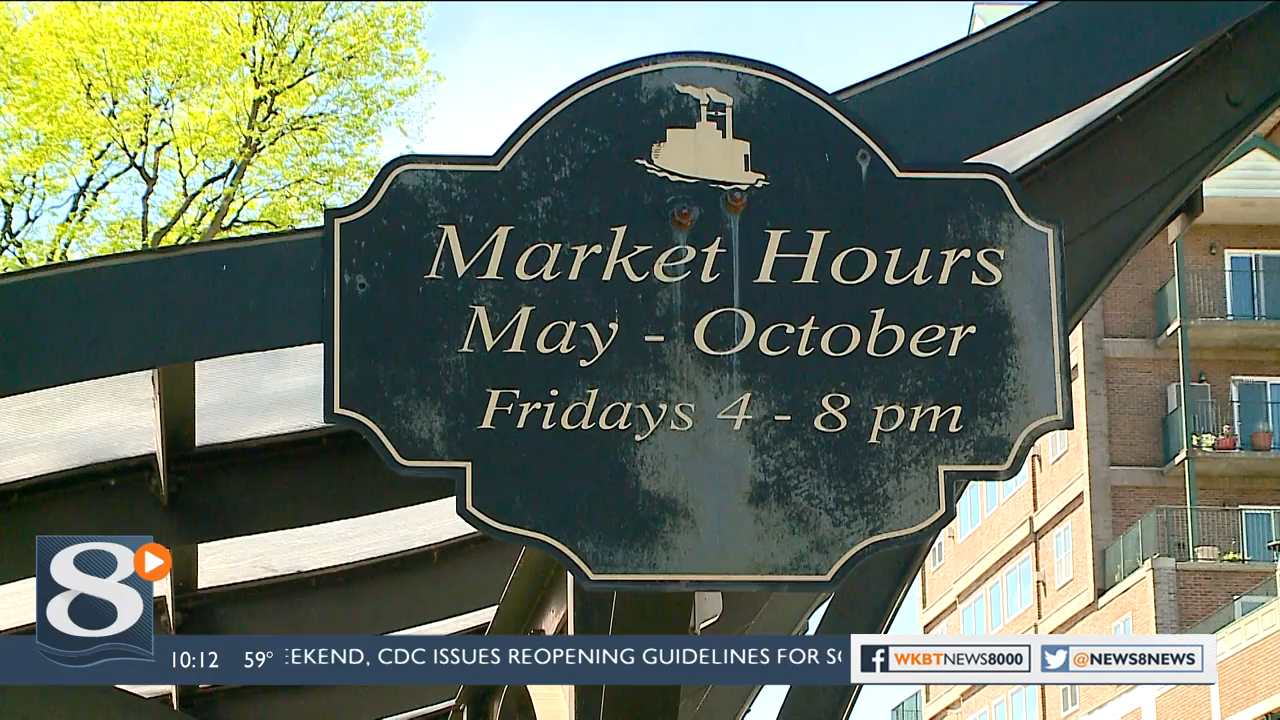 Market Hours
May - October
Fridays 4 - 8 pm
8
10:12 59° EEKEND, CDC ISSUES REOPENING GUIDELINES FOR
f WKBTNEWS8000
@NEWS8NEWS